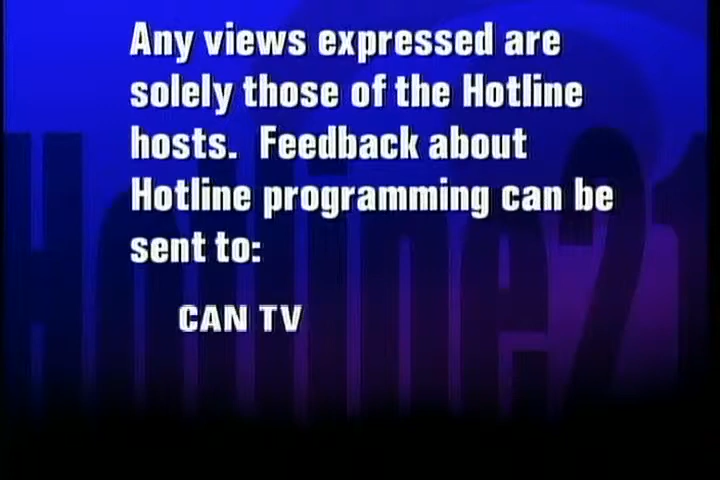 Any views expressed are
solely those of the Hotline
hosts.  Feedback about
Hotline programming can be
sent to:
CAN TV
Hotline21